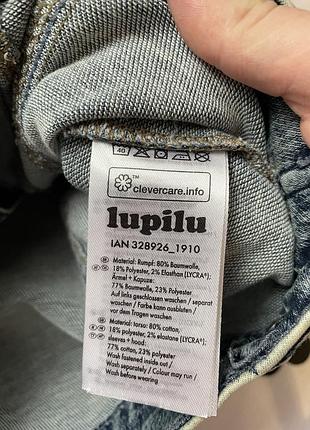 40
™
clevercare.info
lupilu
IAN 328926_1910
Material: Rumpf: 80% Baumwolle,
18% Polyester, 2% Elasthan (LYCRA®);
Ärmel + Kapuze:
77% Baumwolle, 23% Polyester
Auf links geschlossen waschen / separat
waschen / Farbe kann ausbluten /
vor dem Tragen waschen
Material: torso: 80% cotton,
18% polyester, 2% elastane (LYCRA®);
sleeves + hood:
77% cotton, 23% polyester
Wash fastened inside out /
Wash separately / Colour may run /
Wash before wearing